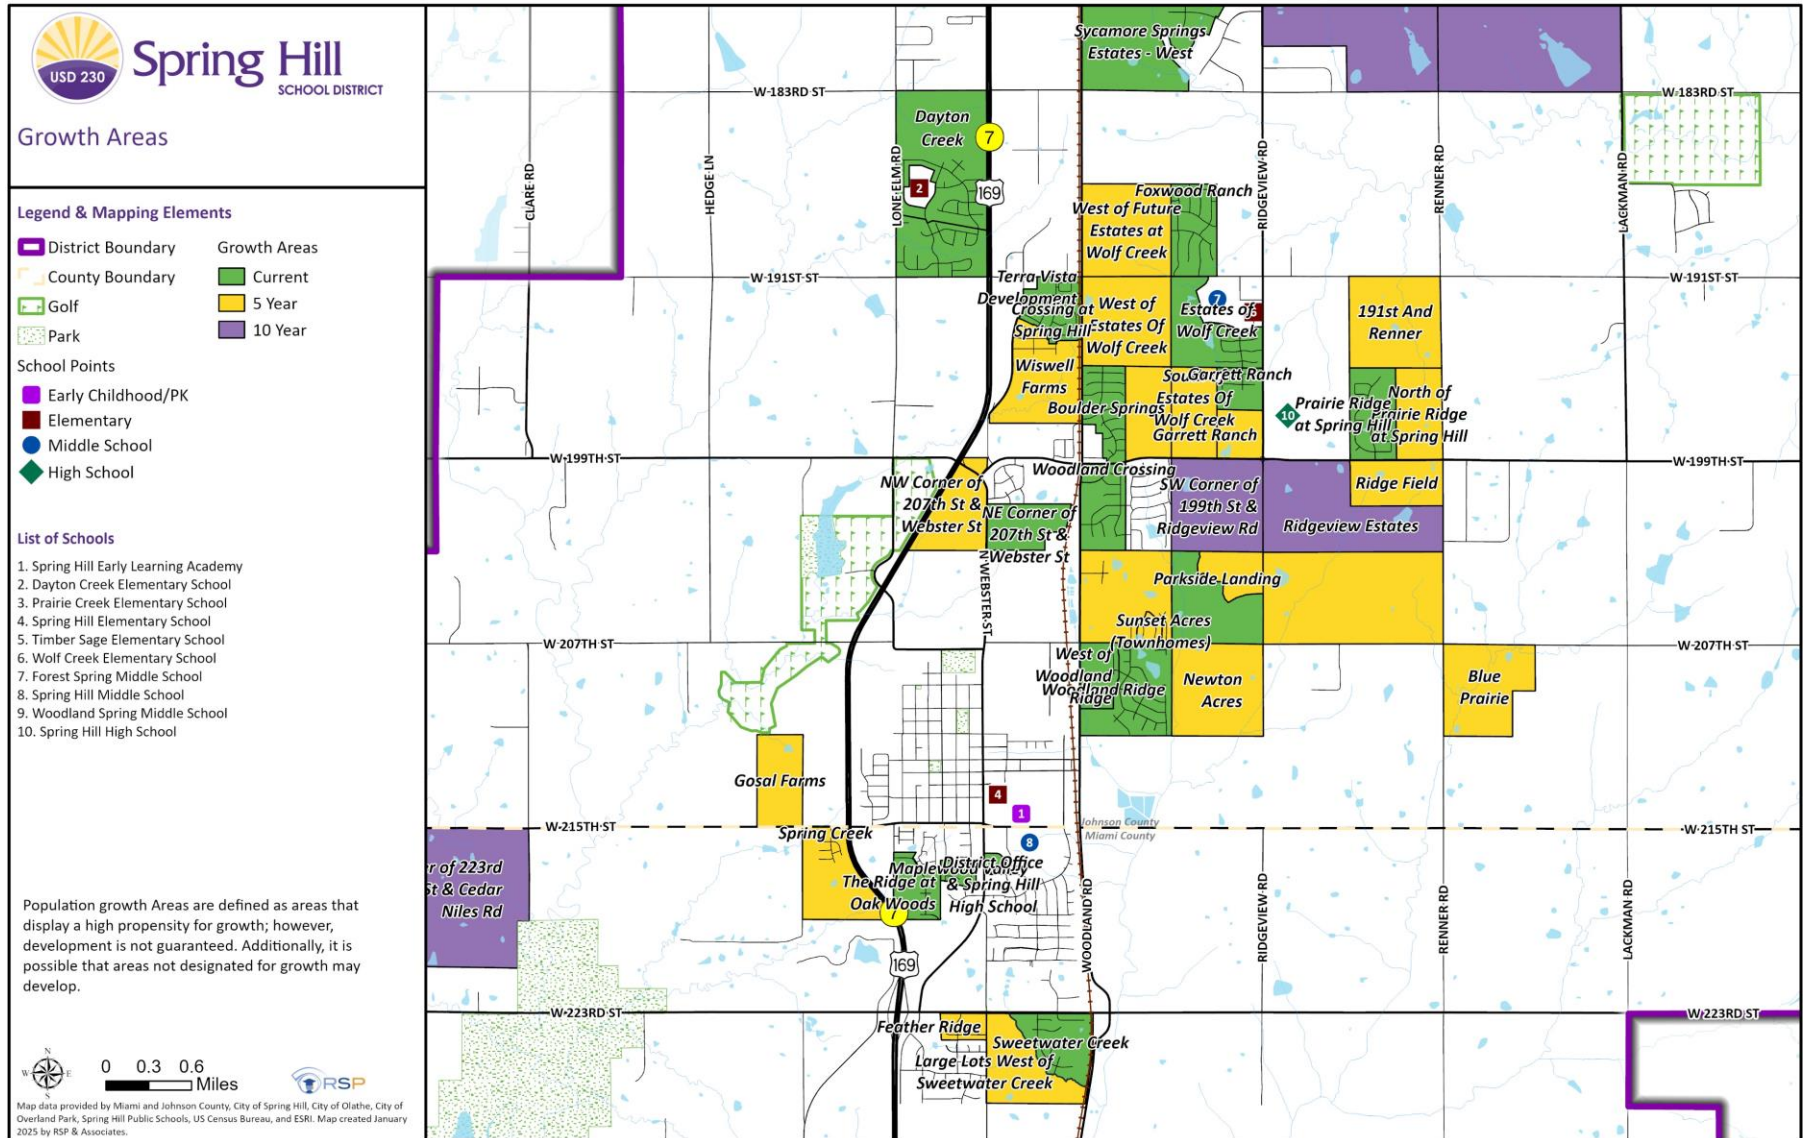 USD 230
Spring Hill
SCHOOL DISTRICT
Growth Areas
Legend & Mapping Elements
District Boundary
County Boundary
Golf
Park
Growth Areas
Current
5 Year
10 Year
School Points
Early Childhood/PK
Elementary
Middle School
High School
List of Schools
1. Spring Hill Early Learning Academy
2. Dayton Creek Elementary School
3. Prairie Creek Elementary School
4. Spring Hill Elementary School
5. Timber Sage Elementary School
6. Wolf Creek Elementary School
7. Forest Spring Middle School
8. Spring Hill Middle School
9. Woodland Spring Middle School
10. Spring Hill High School
Population growth Areas are defined as areas that
display a high propensity for growth; however,
development is not guaranteed. Additionally, it is
possible that areas not designated for growth may
develop.
N
W E
S
0 0.3 0.6
Miles
RSP
Map data provided by Miami and Johnson County, City of Spring Hill, City of Olathe, City of
Overland Park, Spring Hill Public Schools, US Census Bureau, and ESRI. Map created January
2025 by RSP & Associates.
Sycamore Springs
Estates - West
W 183RD ST
W 183RD ST
Dayton
Creek
7
2
169
CLARE RD
HEDGE LN
LONE ELM RD
RIDGEVIEW RD
RENNER RD
LACKMAN RD
Foxwood Ranch
West of Future
Estates at
Wolf Creek
W 191ST ST
W 191ST ST
Terra Vista
Development
Crossing at
Spring Hill
West of
Estates Of
Wolf Creek
7
Estates of
Wolf Creek
191st And
Renner
Wiswell
Farms
Garrett Ranch
Estates Of
Wolf Creek
Boulder Springs
Garrett Ranch
10
Prairie Ridge
at Spring Hill
North of
Prairie Ridge
at Spring Hill
W 199TH ST
W 199TH ST
Woodland Crossing
NW Corner of
207th St &
Webster St
NE Corner of
207th St &
Webster St
SW Corner of
199th St &
Ridgeview Rd
Ridge Field
Ridgeview Estates
N WEBSTER ST
Parkside Landing
Sunset Acres
(Townhomes)
W 207TH ST
W 207TH ST
West of
Woodland
Ridge
Woodland Ridge
Newton
Acres
Blue
Prairie
Gosal Farms
4
1
8
Johnson County
Miami County
W 215TH ST
W 215TH ST
Spring Creek
r of 223rd
St & Cedar
Niles Rd
Maplewood Valley
District Office
& Spring Hill
High School
The Ridge at
Oak Woods
7
169
WOODLAND RD
RIDGEVIEW RD
RENNER RD
LACKMAN RD
W 223RD ST
W 223RD ST
Feather Ridge
Sweetwater Creek
Large Lots West of
Sweetwater Creek